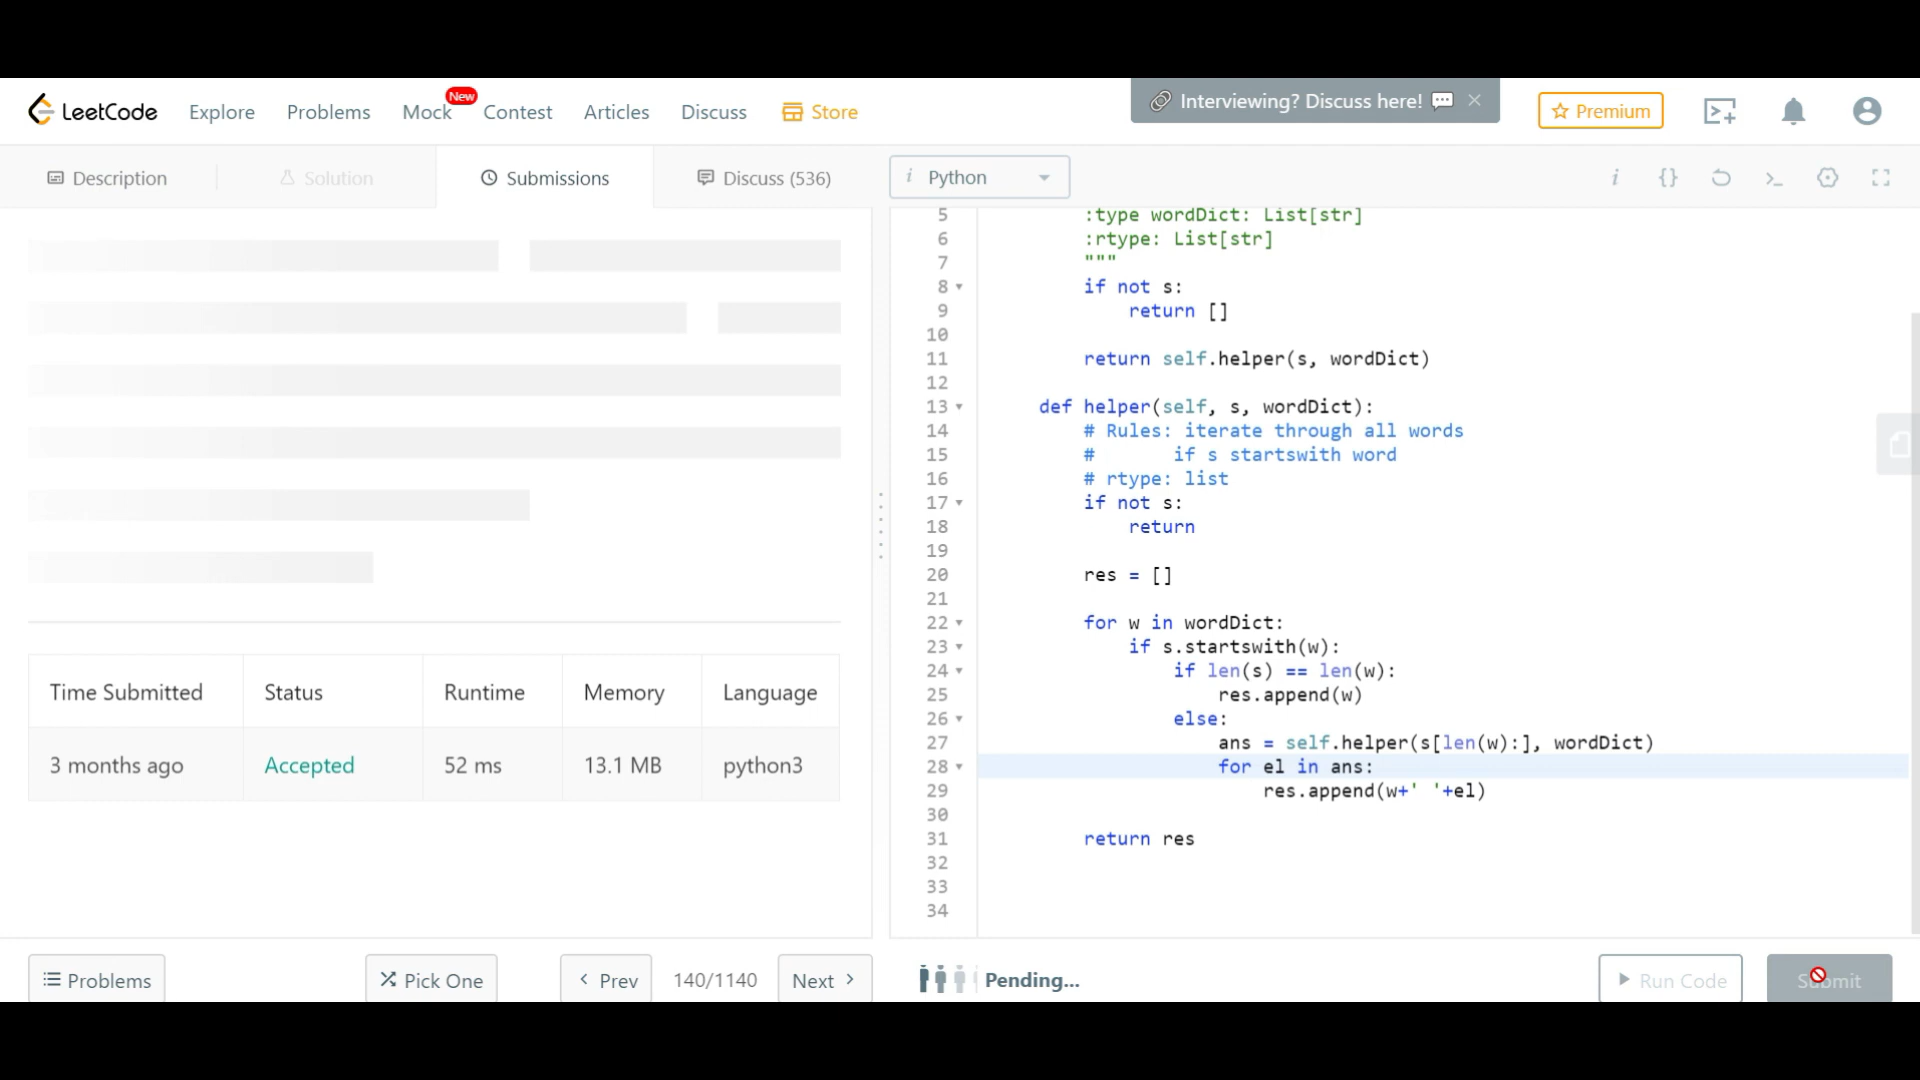 LeetCode Explore Problems Mock New Contest Articles Discuss Store Interviewing? Discuss here! Premium
Description Solution Submissions Discuss (536) i Python
Time Submitted Status Runtime Memory Language
3 months ago Accepted 52 ms 13.1 MB python3
5 :type wordDict: List[str]
6 :rtype: List[str]
7 """
8 if not s:
9 return []
10
11 return self.helper(s, wordDict)
12
13 def helper(self, s, wordDict):
14 # Rules: iterate through all words
15 # if s startswith word
16 # rtype: list
17 if not s:
18 return
19
20 res = []
21
22 for w in wordDict:
23 if s.startswith(w):
24 if len(s) == len(w):
25 res.append(w)
26 else:
27 ans = self.helper(s[len(w):], wordDict)
28 for el in ans:
29 res.append(w+' '+el)
30
31 return res
32
33
34
Problems Pick One Prev 140/1140 Next Pending... Run Code Submit